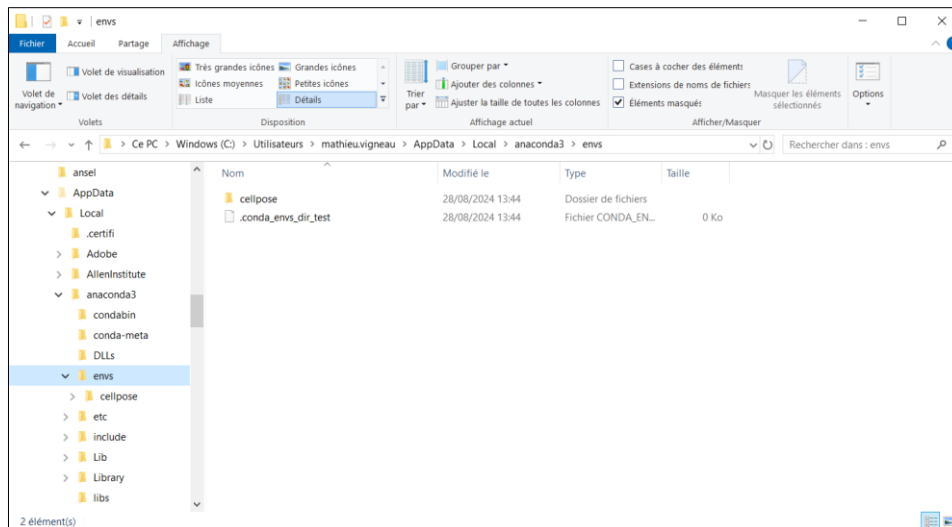 envs
Fichier Accueil Partage Affichage
Volet de navigation
Volet de visualisation
Volet des détails
Volets
Très grandes icônes Grandes icônes
Icônes moyennes Petites icônes
Liste Détails
Disposition
Trier par
Grouper par
Ajouter des colonnes
Ajuster la taille de toutes les colonnes
Affichage actuel
Cases à cocher des éléments
Extensions de noms de fichiers
Éléments masqués
Masquer les éléments sélectionnés
Afficher/Masquer
Options
> Ce PC > Windows (C:) > Utilisateurs > mathieu.vigneau > AppData > Local > anaconda3 > envs
Rechercher dans : envs
ansel
AppData
Local
.certifi
Adobe
AllenInstitute
anaconda3
condabin
conda-meta
DLLs
envs
cellpose
etc
include
Lib
Library
libs
Nom Modifié le Type Taille
cellpose 28/08/2024 13:44 Dossier de fichiers
.conda_envs_dir_test 28/08/2024 13:44 Fichier CONDA_EN... 0 Ko
2 élément(s)